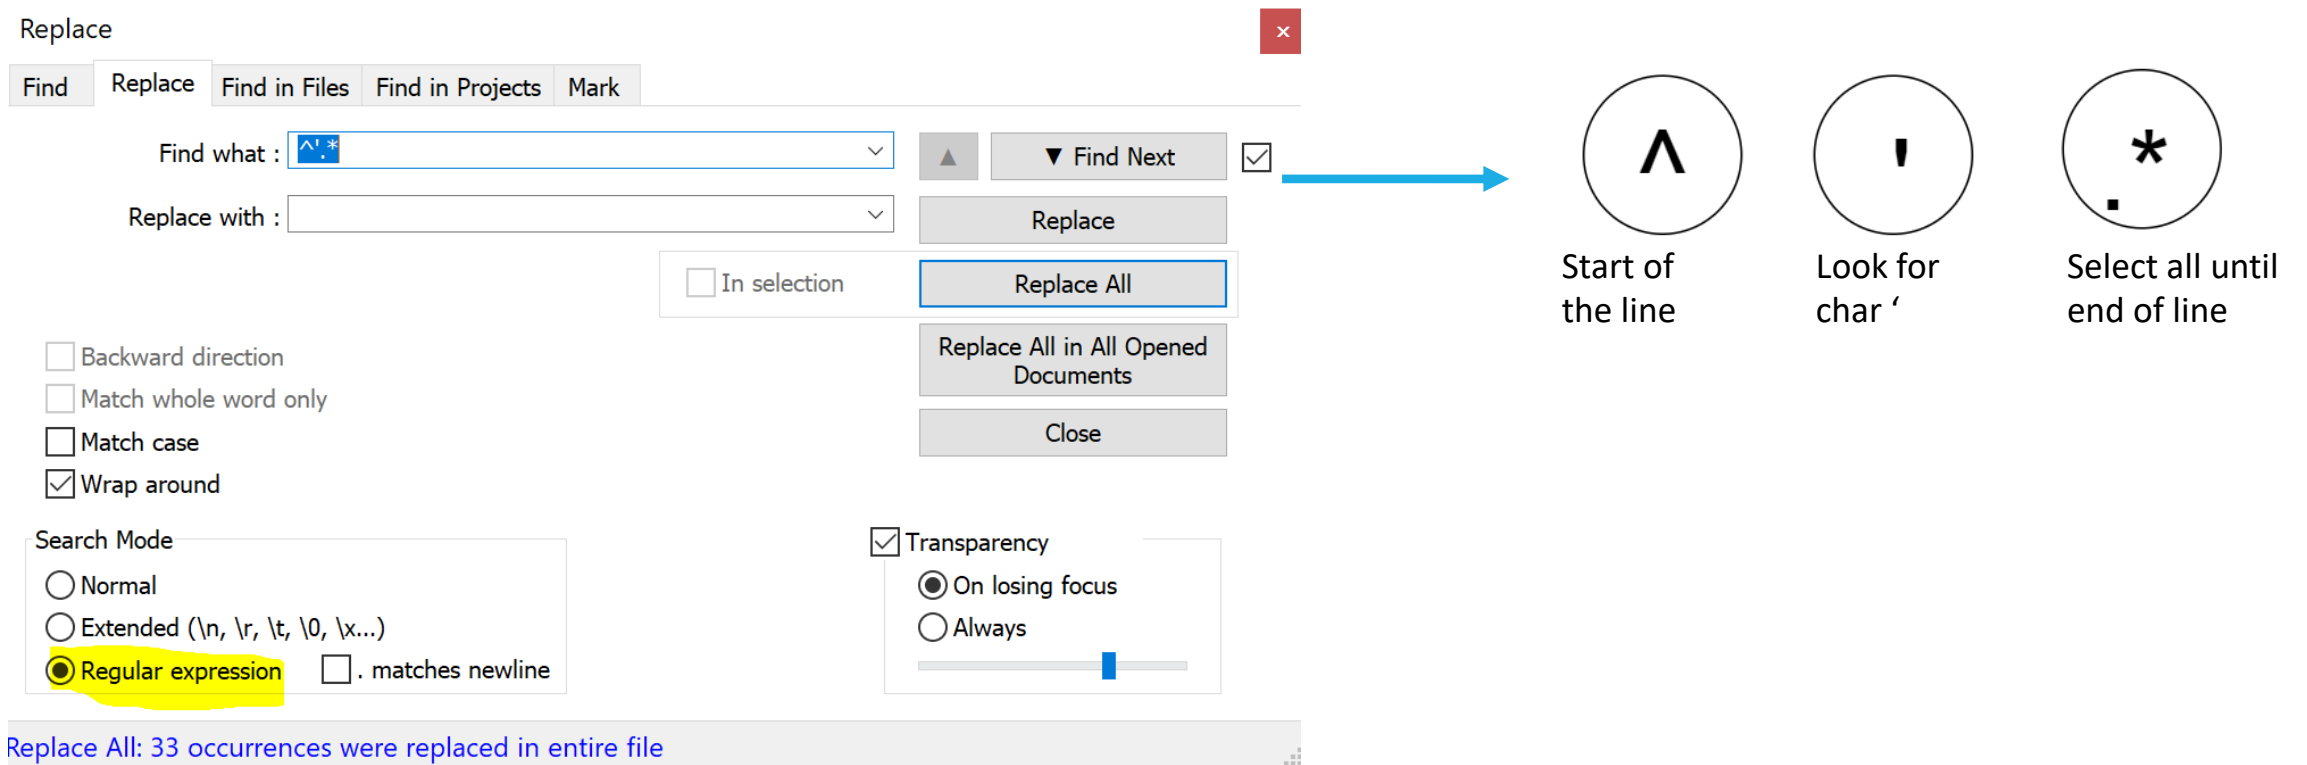 Replace
x
Find
Replace
Find in Files
Find in Projects
Mark
Find what :
^'.*
▲
▼ Find Next
Replace with :
Replace
In selection
Replace All
Replace All in All Opened
Documents
Close
Backward direction
Match whole word only
Match case
Wrap around
Search Mode
Normal
Extended (\n, \r, \t, \0, \x...)
Regular expression
. matches newline
Transparency
On losing focus
Always
Replace All: 33 occurrences were replaced in entire file
^
'
.*
Start of
the line
Look for
char ‘
Select all until
end of line